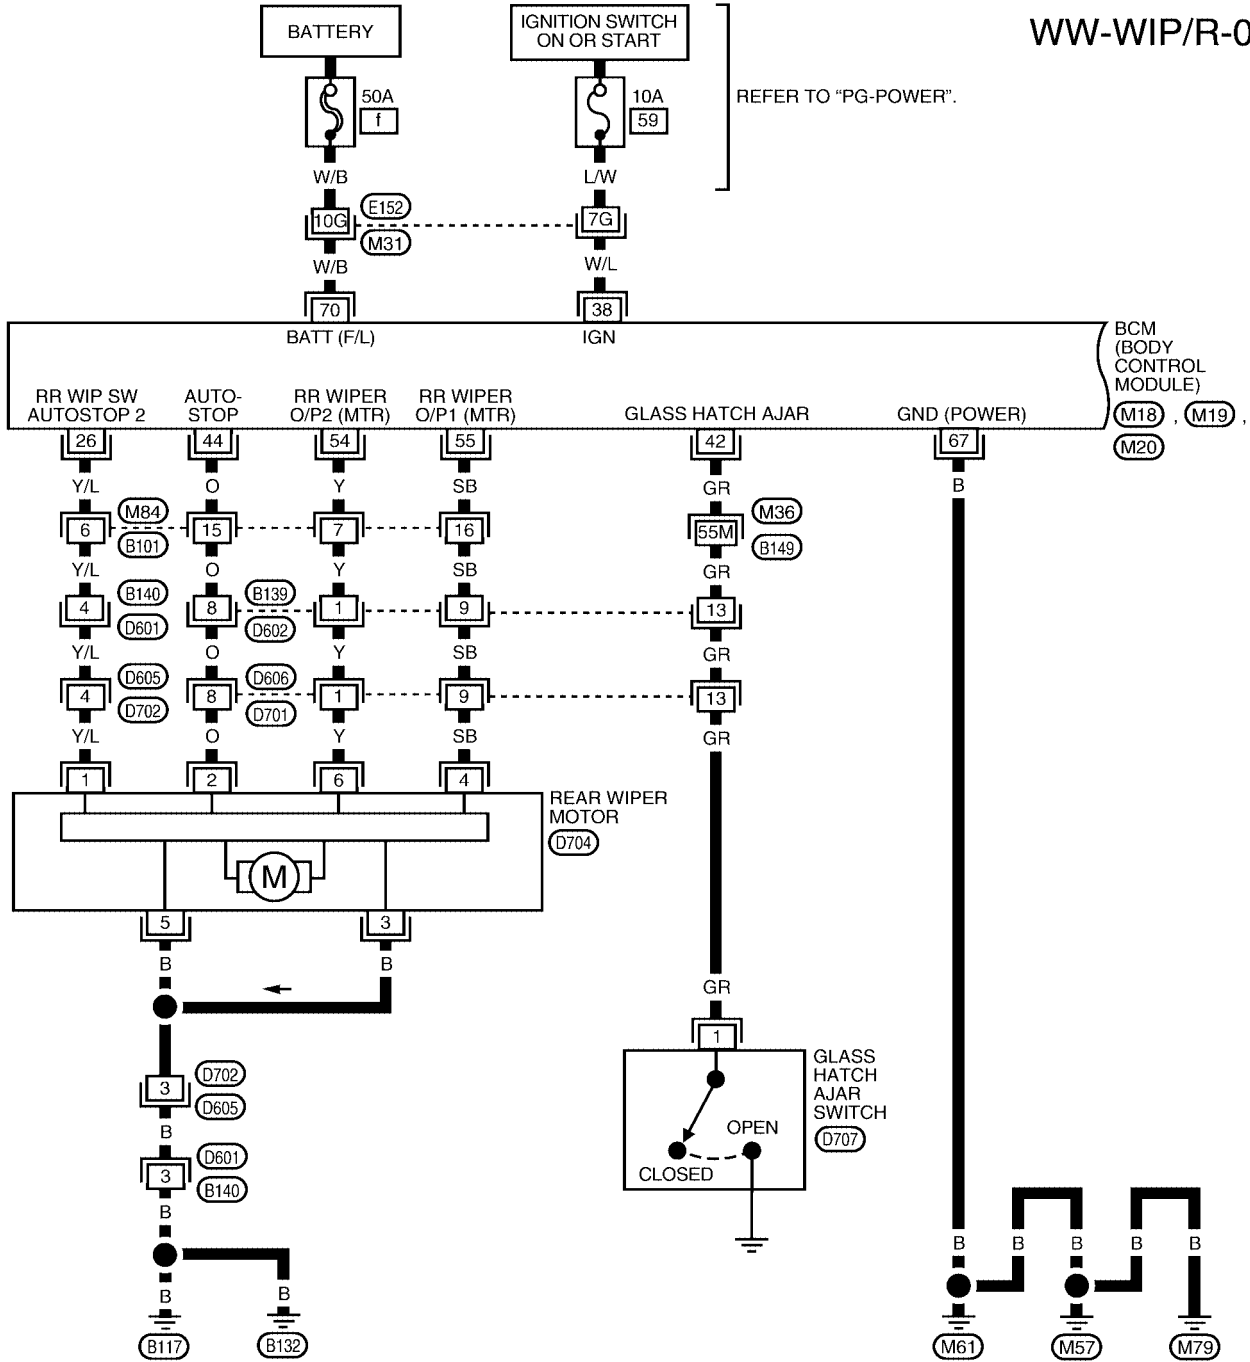 WW-WIP/R-0
BATTERY
IGNITION SWITCH
ON OR START
50A
f
10A
59
REFER TO “PG-POWER”.
W/B
L/W
10G
E152
M31
7G
W/B
W/L
70
38
BATT (F/L)
IGN
BCM
(BODY
CONTROL
MODULE)
M18 , M19 ,
M20
RR WIP SW
AUTOSTOP 2
AUTO-
STOP
RR WIPER
O/P2 (MTR)
RR WIPER
O/P1 (MTR)
GLASS HATCH AJAR
GND (POWER)
26 44 54 55 42 67
Y/L O Y SB GR B
6
M84
B101
15 7 16
55M
M36
B149
Y/L O Y SB GR
4
B140
D601
8
B139
D602
1 9 13
Y/L O Y SB GR
4
D605
D702
8
D606
D701
1 9 13
Y/L O Y SB GR
1 2 6 4
REAR WIPER
MOTOR
D704
M
5 3
B B
GR
1
GLASS
HATCH
AJAR
SWITCH
D707
OPEN
CLOSED
3
D702
D605
B
3
D601
B140
B
B B
B117 B132
B B B B B
M61 M57 M79